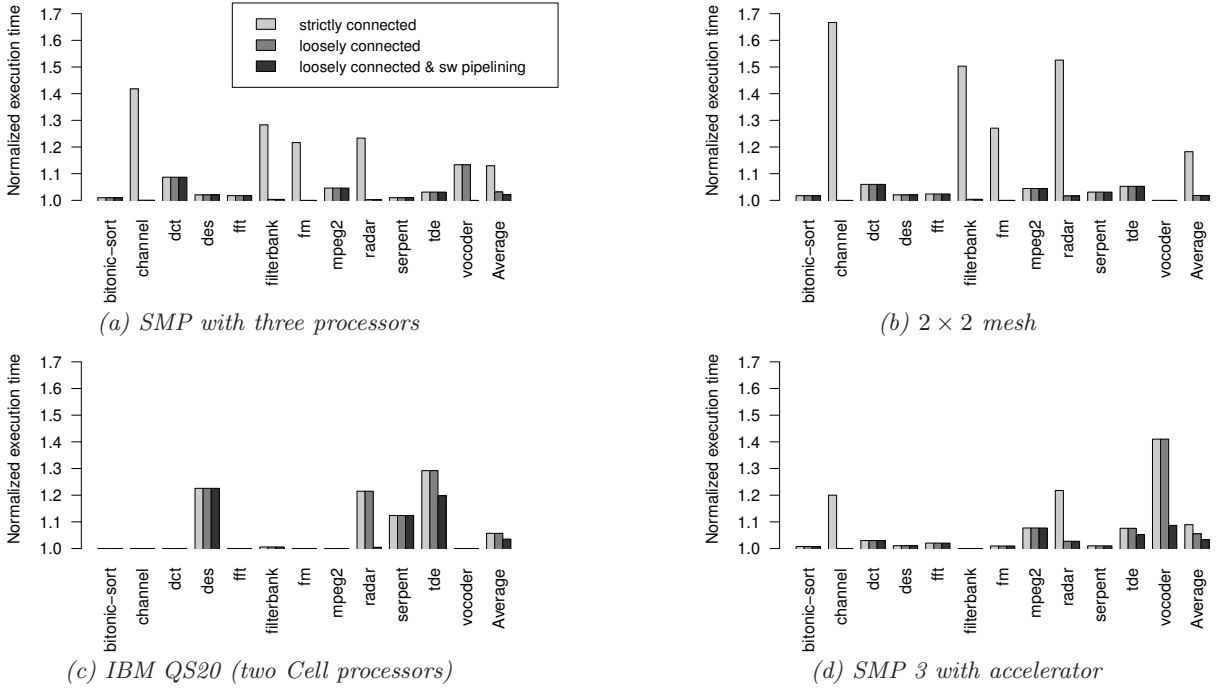 Normalized execution time
1.7
1.6
1.5
1.4
1.3
1.2
1.1
1.0
strictly connected
loosely connected
loosely connected & sw pipelining
bitonic−sort
channel
dct
des
fft
filterbank
fm
mpeg2
radar
serpent
tde
vocoder
Average
(a) SMP with three processors
Normalized execution time
1.7
1.6
1.5
1.4
1.3
1.2
1.1
1.0
bitonic−sort
channel
dct
des
fft
filterbank
fm
mpeg2
radar
serpent
tde
vocoder
Average
(b) 2 × 2 mesh
Normalized execution time
1.7
1.6
1.5
1.4
1.3
1.2
1.1
1.0
bitonic−sort
channel
dct
des
fft
filterbank
fm
mpeg2
radar
serpent
tde
vocoder
Average
(c) IBM QS20 (two Cell processors)
Normalized execution time
1.7
1.6
1.5
1.4
1.3
1.2
1.1
1.0
bitonic−sort
channel
dct
des
fft
filterbank
fm
mpeg2
radar
serpent
tde
vocoder
Average
(d) SMP 3 with accelerator